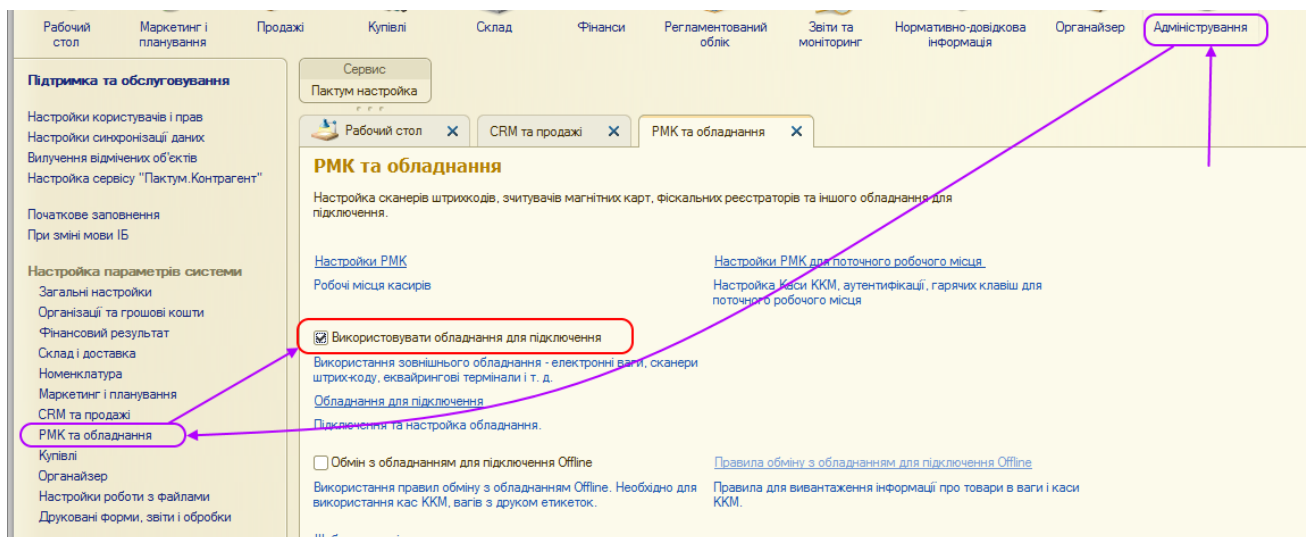 Рабочий стол
Маркетинг і планування
Продажі
Купівлі
Склад
Фінанси
Регламентований облік
Звіти та моніторинг
Нормативно-довідкова інформація
Органайзер
Адміністрування
Підтримка та обслуговування
Настройки користувачів і прав
Настройки синхронізації даних
Вилучення відмічених об'єктів
Настройка сервісу "Пактум.Контрагент"
Початкове заповнення
При зміні мови ІБ
Настройка параметрів системи
Загальні настройки
Організації та грошові кошти
Фінансовий результат
Склад і доставка
Номенклатура
Маркетинг і планування
CRM та продажі
РМК та обладнання
Купівлі
Органайзер
Настройки роботи з файлами
Друковані форми, звіти і обробки
Сервис
Пактум настройка
Рабочий стол
CRM та продажі
РМК та обладнання
РМК та обладнання
Настройка сканерів штрихкодів, зчитувачів магнітних карт, фіскальних реєстраторів та іншого обладнання для
підключення.
Настройки РМК
Робочі місця касирів
Настройки РМК для поточного робочого місця
Настройка Каси ККМ, аутентифікації, гарячих клавіш для
поточного робочого місця
Використовувати обладнання для підключення
Використання зовнішнього обладнання - електронні ваги, сканери
штрих-коду, еквайрингові термінали і т. д.
Обладнання для підключення
Підключення та настройка обладнання.
Обмін з обладнанням для підключення Offline
Використання правил обміну з обладнанням Offline. Необхідно для
використання кас ККМ, вагів з друком етикеток.
Правила обміну з обладнанням для підключення Offline
Правила для вивантаження інформації про товари в ваги і каси
ККМ.